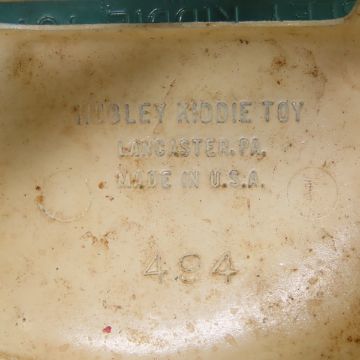 HUBLEY KIDDIE TOY
LANCASTER, PA.
MADE IN U.S.A.
494